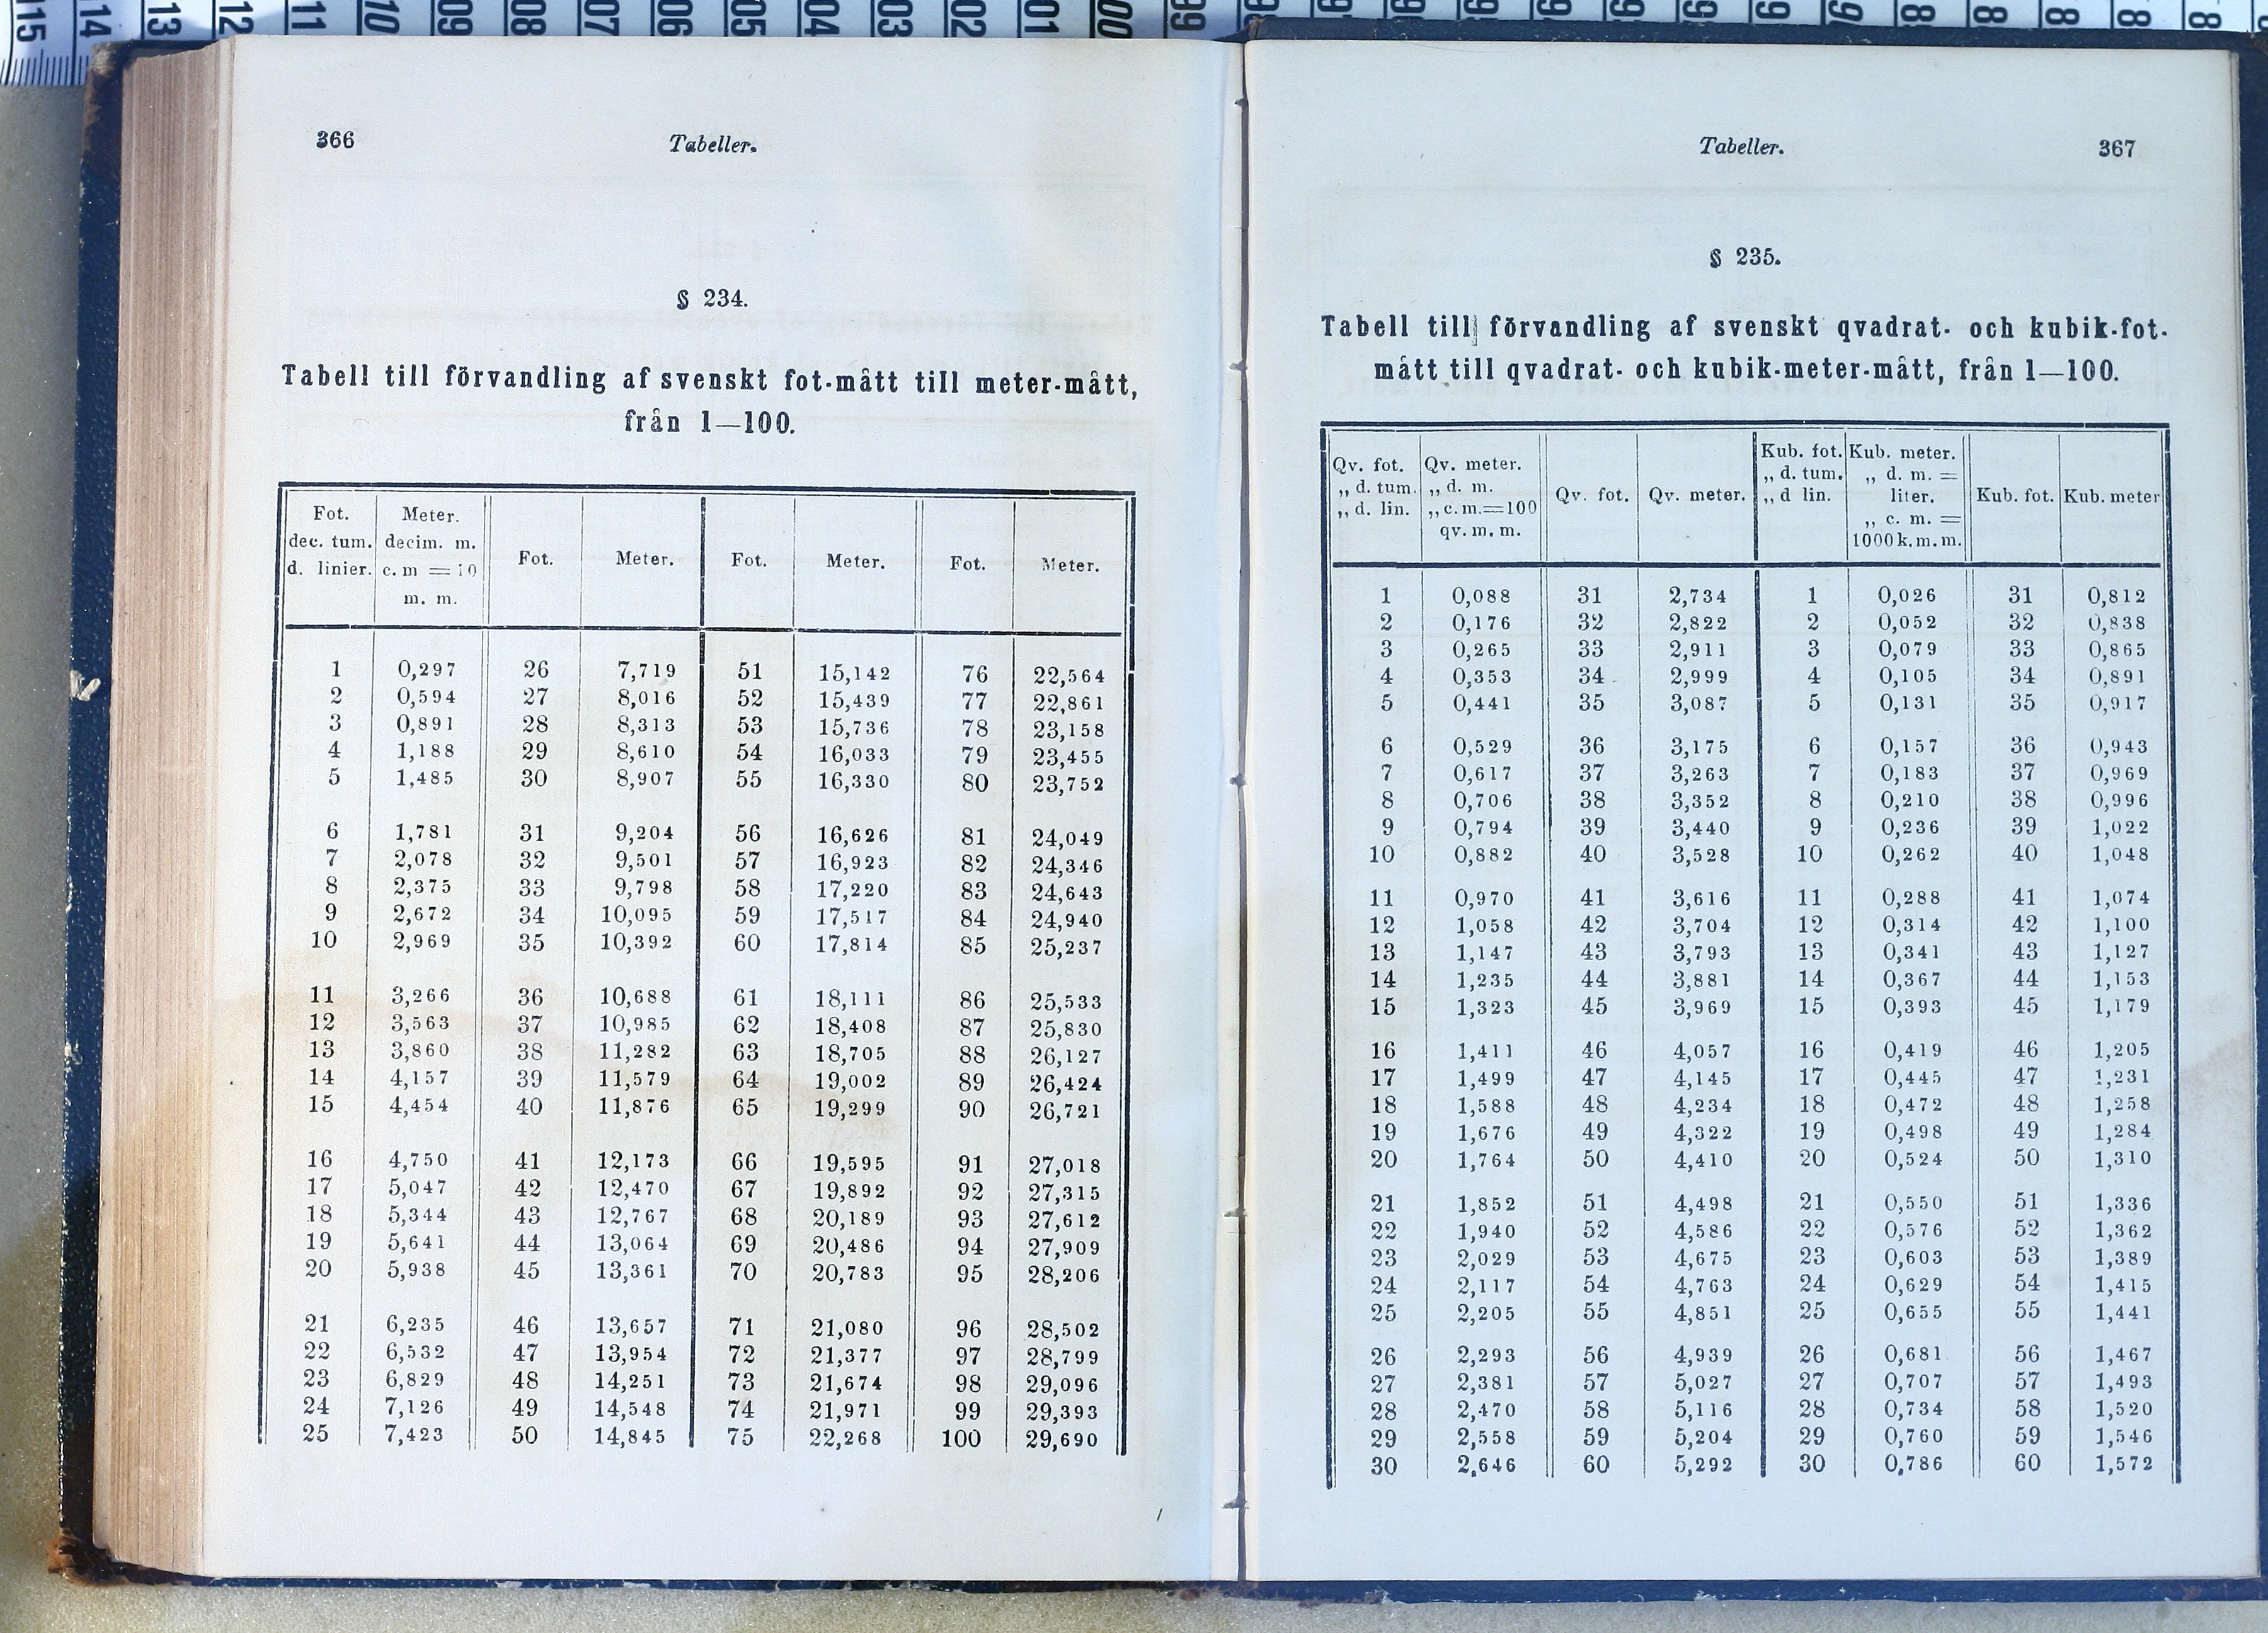 15 14 13 12 11 10 09 08 07 06 05 04 03 02 01 00 99
366 Tabeller.
§ 234.
Tabell till förvandling af svenskt fot-mått till meter-mått,
från 1—100.
Fot. Meter.
dec. tum. decim. m.
Fot. Meter. Fot. Meter. Fot. Meter.
d. linier. c.m = 10
m. m.
1 0,297 26 7,719 51 15,142 76 22,564
2 0,594 27 8,016 52 15,439 77 22,861
3 0,891 28 8,313 53 15,736 78 23,158
4 1,188 29 8,610 54 16,033 79 23,455
5 1,485 30 8,907 55 16,330 80 23,752
6 1,781 31 9,204 56 16,626 81 24,049
7 2,078 32 9,501 57 16,923 82 24,346
8 2,375 33 9,798 58 17,220 83 24,643
9 2,672 34 10,095 59 17,517 84 24,940
10 2,969 35 10,392 60 17,814 85 25,237
11 3,266 36 10,688 61 18,111 86 25,533
12 3,563 37 10,985 62 18,408 87 25,830
13 3,860 38 11,282 63 18,705 88 26,127
14 4,157 39 11,579 64 19,002 89 26,424
15 4,454 40 11,876 65 19,299 90 26,721
16 4,750 41 12,173 66 19,595 91 27,018
17 5,047 42 12,470 67 19,892 92 27,315
18 5,344 43 12,767 68 20,189 93 27,612
19 5,641 44 13,064 69 20,486 94 27,909
20 5,938 45 13,361 70 20,783 95 28,206
21 6,235 46 13,657 71 21,080 96 28,502
22 6,532 47 13,954 72 21,377 97 28,799
23 6,829 48 14,251 73 21,674 98 29,096
24 7,126 49 14,548 74 21,971 99 29,393
25 7,423 50 14,845 75 22,268 100 29,690
Tabeller. 367
§ 235.
Tabell till förvandling af svenskt qvadrat- och kubik-fot-
mått till qvadrat- och kubik-meter-mått, från 1—100.
Kub. fot. Kub. meter.
Qv. fot. Qv. meter.
„ d. tum. „ d. m. =
„ d. tum. „ d. m.
Qv. fot. Qv. meter. „ d lin. liter. Kub. fot. Kub. meter
„ d. lin. „ c.m.=100
„ c. m. =
qv. m. m.
1000 k. m. m.
1 0,088 31 2,734 1 0,026 31 0,812
2 0,176 32 2,822 2 0,052 32 0,838
3 0,265 33 2,911 3 0,079 33 0,865
4 0,353 34 2,999 4 0,105 34 0,891
5 0,441 35 3,087 5 0,131 35 0,917
6 0,529 36 3,175 6 0,157 36 0,943
7 0,617 37 3,263 7 0,183 37 0,969
8 0,706 38 3,352 8 0,210 38 0,996
9 0,794 39 3,440 9 0,236 39 1,022
10 0,882 40 3,528 10 0,262 40 1,048
11 0,970 41 3,616 11 0,288 41 1,074
12 1,058 42 3,704 12 0,314 42 1,100
13 1,147 43 3,793 13 0,341 43 1,127
14 1,235 44 3,881 14 0,367 44 1,153
15 1,323 45 3,969 15 0,393 45 1,179
16 1,411 46 4,057 16 0,419 46 1,205
17 1,499 47 4,145 17 0,445 47 1,231
18 1,588 48 4,234 18 0,472 48 1,258
19 1,676 49 4,322 19 0,498 49 1,284
20 1,764 50 4,410 20 0,524 50 1,310
21 1,852 51 4,498 21 0,550 51 1,336
22 1,940 52 4,586 22 0,576 52 1,362
23 2,029 53 4,675 23 0,603 53 1,389
24 2,117 54 4,763 24 0,629 54 1,415
25 2,205 55 4,851 25 0,655 55 1,441
26 2,293 56 4,939 26 0,681 56 1,467
27 2,381 57 5,027 27 0,707 57 1,493
28 2,470 58 5,116 28 0,734 58 1,520
29 2,558 59 5,204 29 0,760 59 1,546
30 2,646 60 5,292 30 0,786 60 1,572